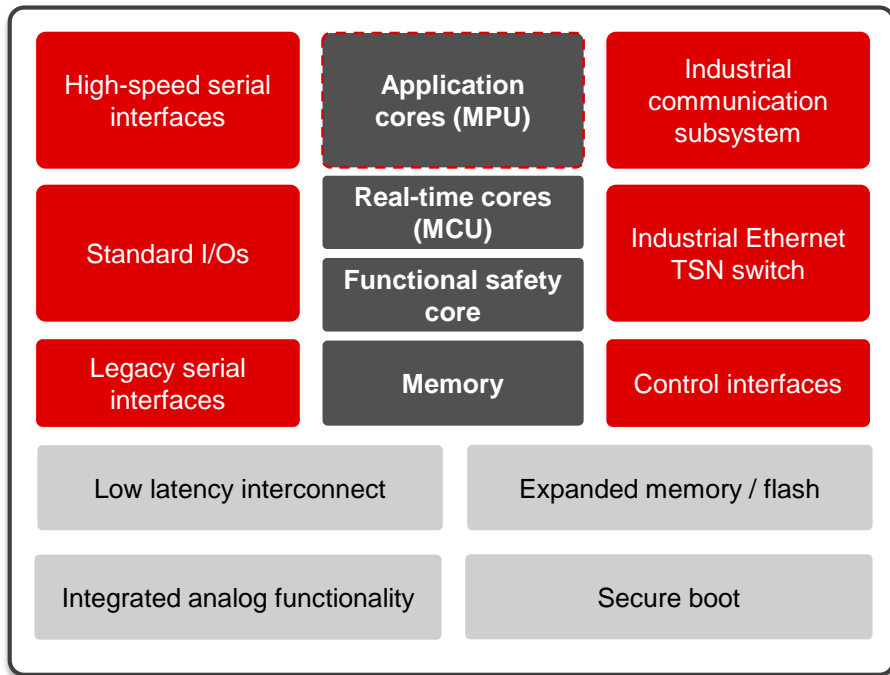 High-speed serial
interfaces
Application
cores (MPU)
Industrial
communication
subsystem
Standard I/Os
Real-time cores
(MCU)
Functional safety
core
Industrial Ethernet
TSN switch
Legacy serial
interfaces
Memory
Control interfaces
Low latency interconnect
Expanded memory / flash
Integrated analog functionality
Secure boot